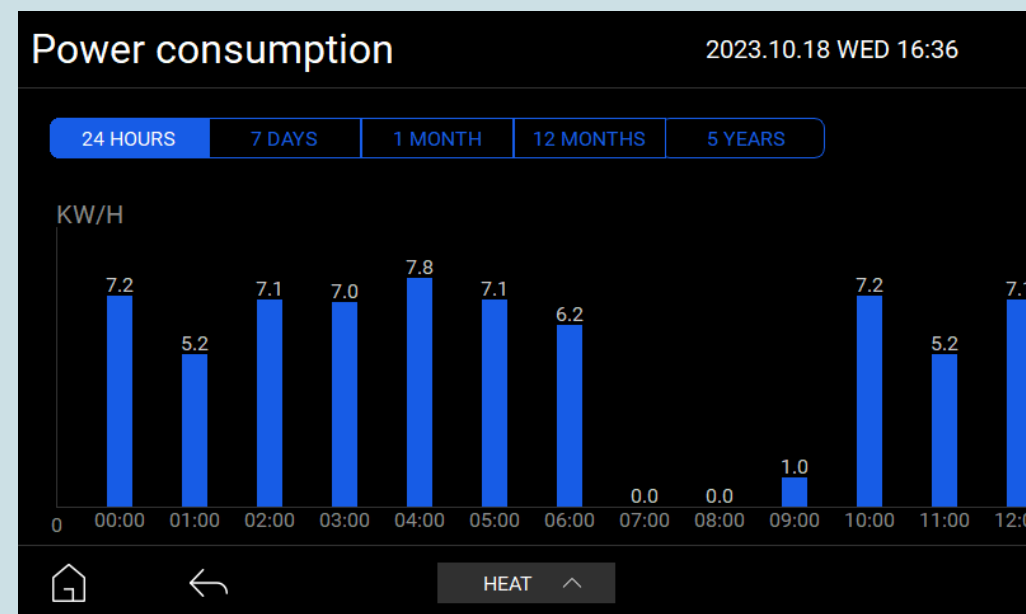 Power consumption 2023.10.18 WED 16:36
24 HOURS 7 DAYS 1 MONTH 12 MONTHS 5 YEARS
KW/H
7.2 5.2 7.1 7.0 7.8 7.1 6.2 0.0 0.0 1.0 7.2 5.2 7.1
0 00:00 01:00 02:00 03:00 04:00 05:00 06:00 07:00 08:00 09:00 10:00 11:00
HEAT